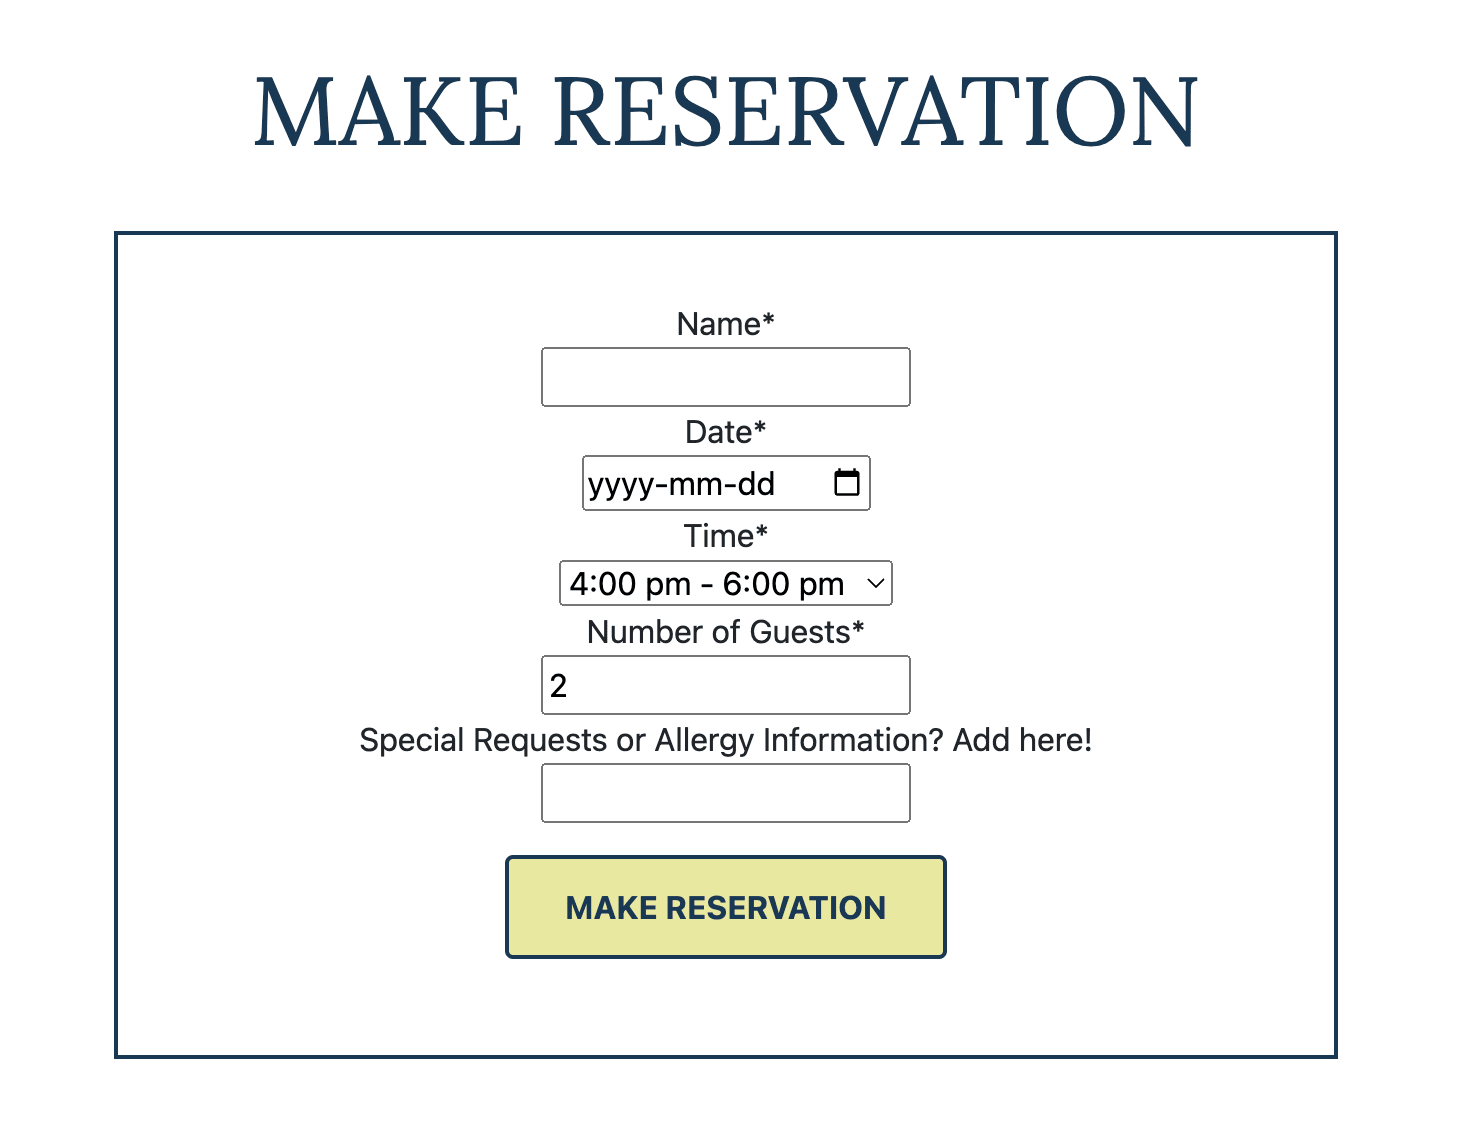 MAKE RESERVATION
Name*
Date*
yyyy-mm-dd
Time*
4:00 pm - 6:00 pm
Number of Guests*
2
Special Requests or Allergy Information? Add here!
MAKE RESERVATION